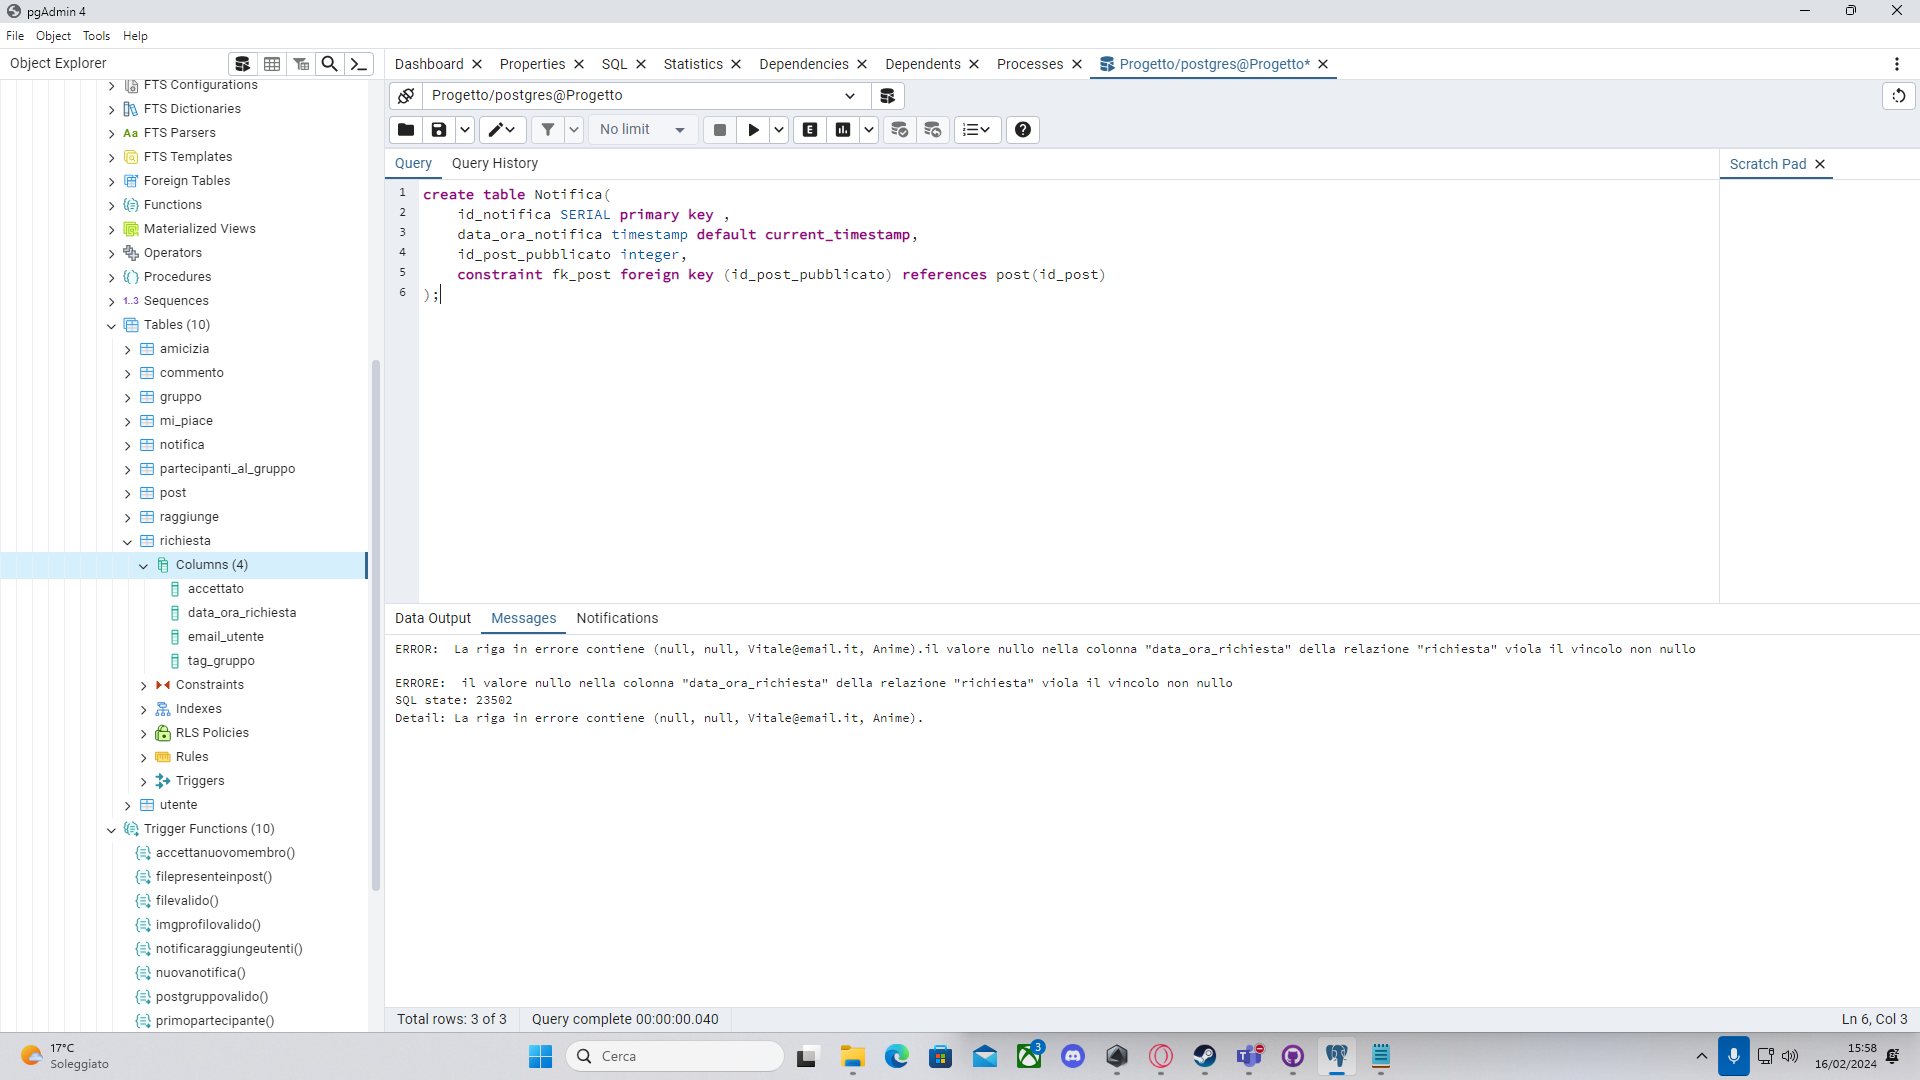 pgAdmin 4
File Object Tools Help
Object Explorer
FTS Configurations
FTS Dictionaries
Aa FTS Parsers
FTS Templates
Foreign Tables
Functions
Materialized Views
Operators
Procedures
1..3 Sequences
Tables (10)
amicizia
commento
gruppo
mi_piace
notifica
partecipanti_al_gruppo
post
raggiunge
richiesta
Columns (4)
accettato
data_ora_richiesta
email_utente
tag_gruppo
Constraints
Indexes
RLS Policies
Rules
Triggers
utente
Trigger Functions (10)
accettanuovomembro()
filepresenteinpost()
filevalido()
imgprofilovalido()
notificaraggiungeutenti()
nuovanotifica()
postgruppovalido()
primopartecipante()
Dashboard Properties SQL Statistics Dependencies Dependents Processes Progetto/postgres@Progetto*
Progetto/postgres@Progetto
No limit E
Query Query History
Scratch Pad
1 create table Notifica(
2 id_notifica SERIAL primary key ,
3 data_ora_notifica timestamp default current_timestamp,
4 id_post_pubblicato integer,
5 constraint fk_post foreign key (id_post_pubblicato) references post(id_post)
6 );
Data Output Messages Notifications
ERROR:  La riga in errore contiene (null, null, Vitale@email.it, Anime).il valore nullo nella colonna "data_ora_richiesta" della relazione "richiesta" viola il vincolo non nullo
ERRORE:  il valore nullo nella colonna "data_ora_richiesta" della relazione "richiesta" viola il vincolo non nullo
SQL state: 23502
Detail: La riga in errore contiene (null, null, Vitale@email.it, Anime).
Total rows: 3 of 3 Query complete 00:00:00.040 Ln 6, Col 3
17°C
Soleggiato
Cerca
3
15:58
16/02/2024